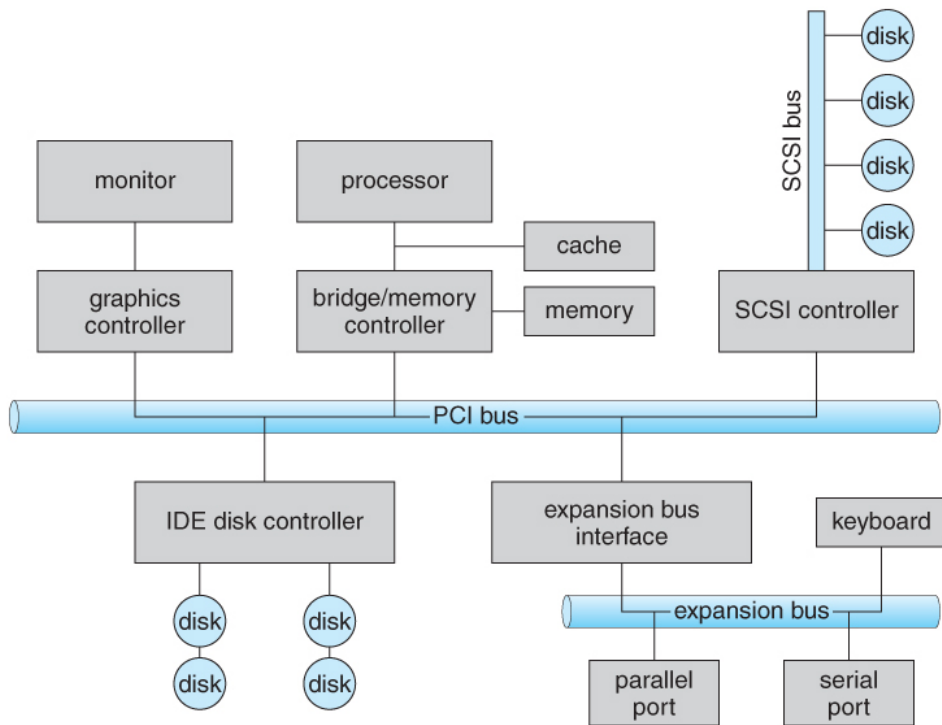 disk
disk
disk
disk
SCSI bus
monitor
processor
cache
graphics
controller
bridge/memory
controller
memory
SCSI controller
PCI bus
IDE disk controller
expansion bus
interface
keyboard
disk
disk
expansion bus
disk
disk
parallel
port
serial
port